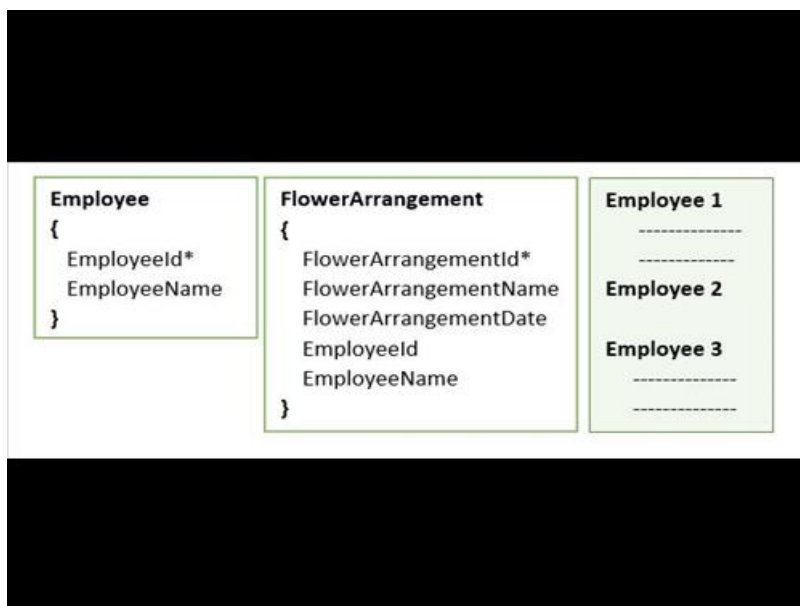 Employee
{
EmployeeId*
EmployeeName
}
FlowerArrangement
{
FlowerArrangementId*
FlowerArrangementName
FlowerArrangementDate
EmployeeId
EmployeeName
}
Employee 1
--------------
-------------
Employee 2
Employee 3
--------------
--------------